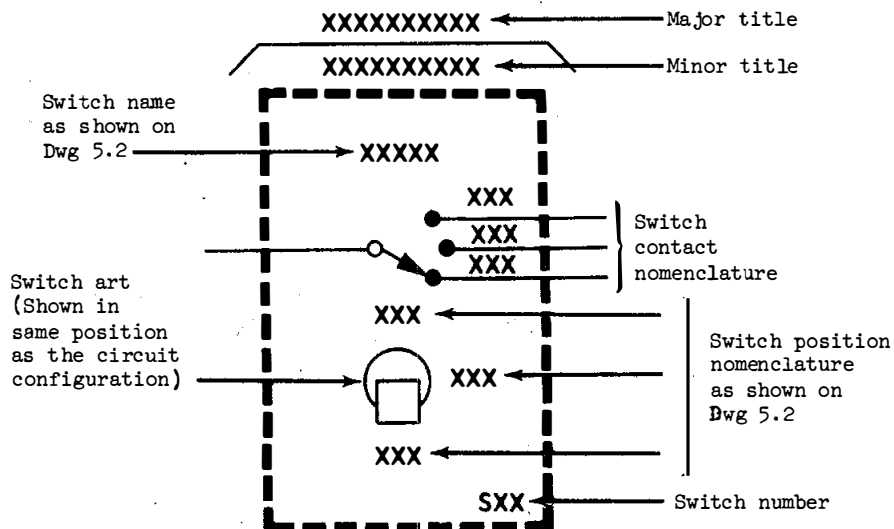 XXXXXXXXXX
Major title
XXXXXXXXXX
Minor title
Switch name
as shown on
Dwg 5.2
XXXXX
XXX
XXX
XXX
Switch
contact
nomenclature
Switch art
(Shown in
same position
as the circuit
configuration)
XXX
XXX
XXX
Switch position
nomenclature
as shown on
Dwg 5.2
SXX
Switch number